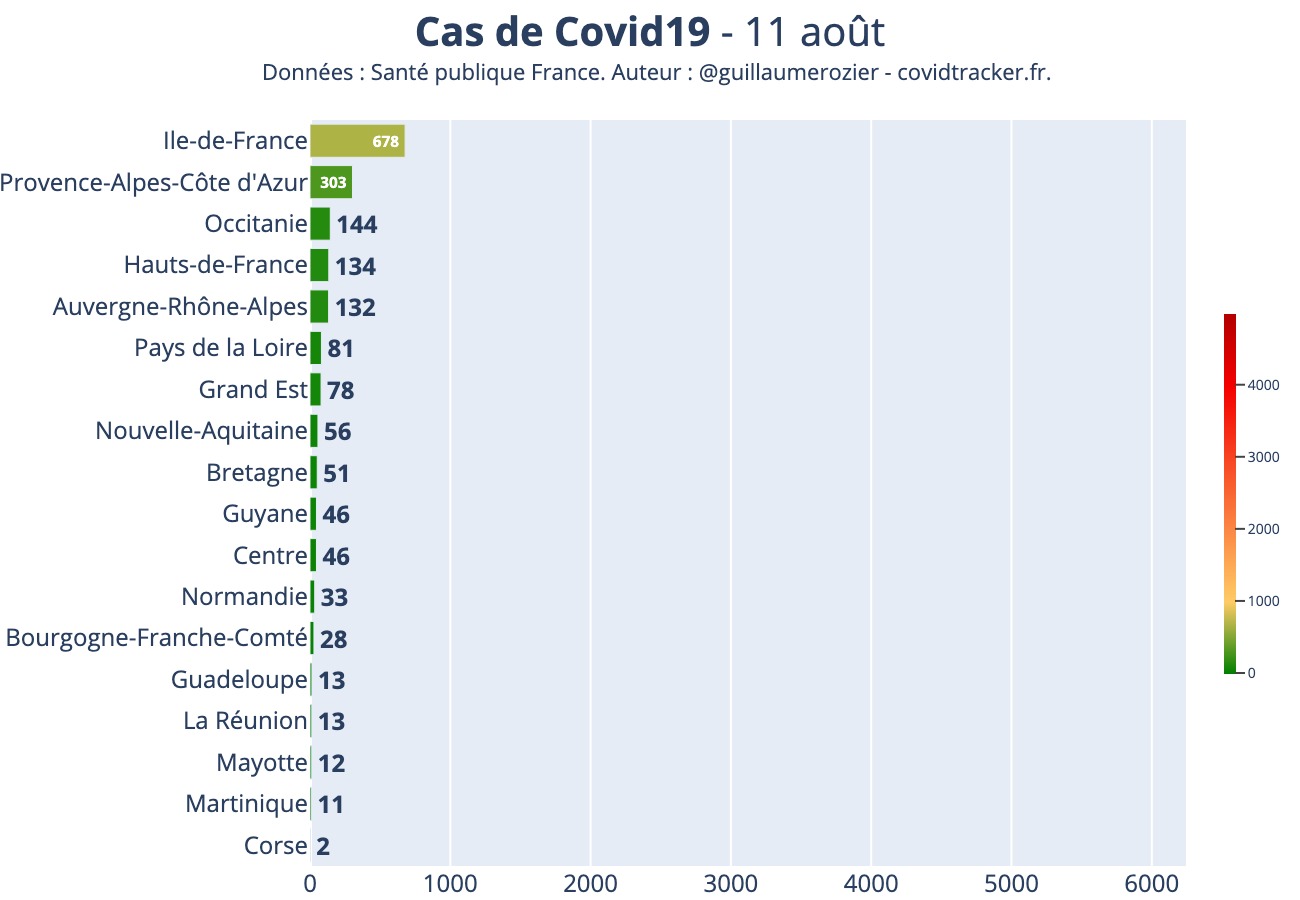 Cas de Covid19 - 11 août
Données : Santé publique France. Auteur : @guillaumerozier - covidtracker.fr.
Ile-de-France 678
Provence-Alpes-Côte d'Azur 303
Occitanie 144
Hauts-de-France 134
Auvergne-Rhône-Alpes 132
Pays de la Loire 81
Grand Est 78
Nouvelle-Aquitaine 56
Bretagne 51
Guyane 46
Centre 46
Normandie 33
Bourgogne-Franche-Comté 28
Guadeloupe 13
La Réunion 13
Mayotte 12
Martinique 11
Corse 2
0 1000 2000 3000 4000 5000 6000
4000
3000
2000
1000
0